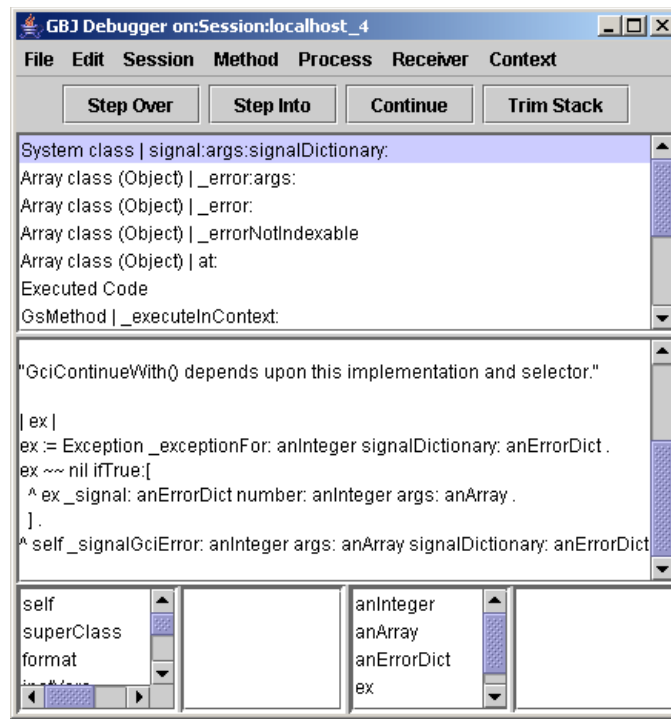 GBJ Debugger on:Session:localhost_4
File Edit Session Method Process Receiver Context
Step Over Step Into Continue Trim Stack
System class | signal:args:signalDictionary:
Array class (Object) | _error:args:
Array class (Object) | _error:
Array class (Object) | _errorNotIndexable
Array class (Object) | at:
Executed Code
GsMethod | _executeInContext:
"GciContinueWith() depends upon this implementation and selector."
| ex |
ex := Exception _exceptionFor: anInteger signalDictionary: anErrorDict .
ex ~~ nil ifTrue:[
^ ex _signal: anErrorDict number: anInteger args: anArray .
] .
^ self _signalGciError: anInteger args: anArray signalDictionary: anErrorDict
self
superClass
format
anInteger
anArray
anErrorDict
ex